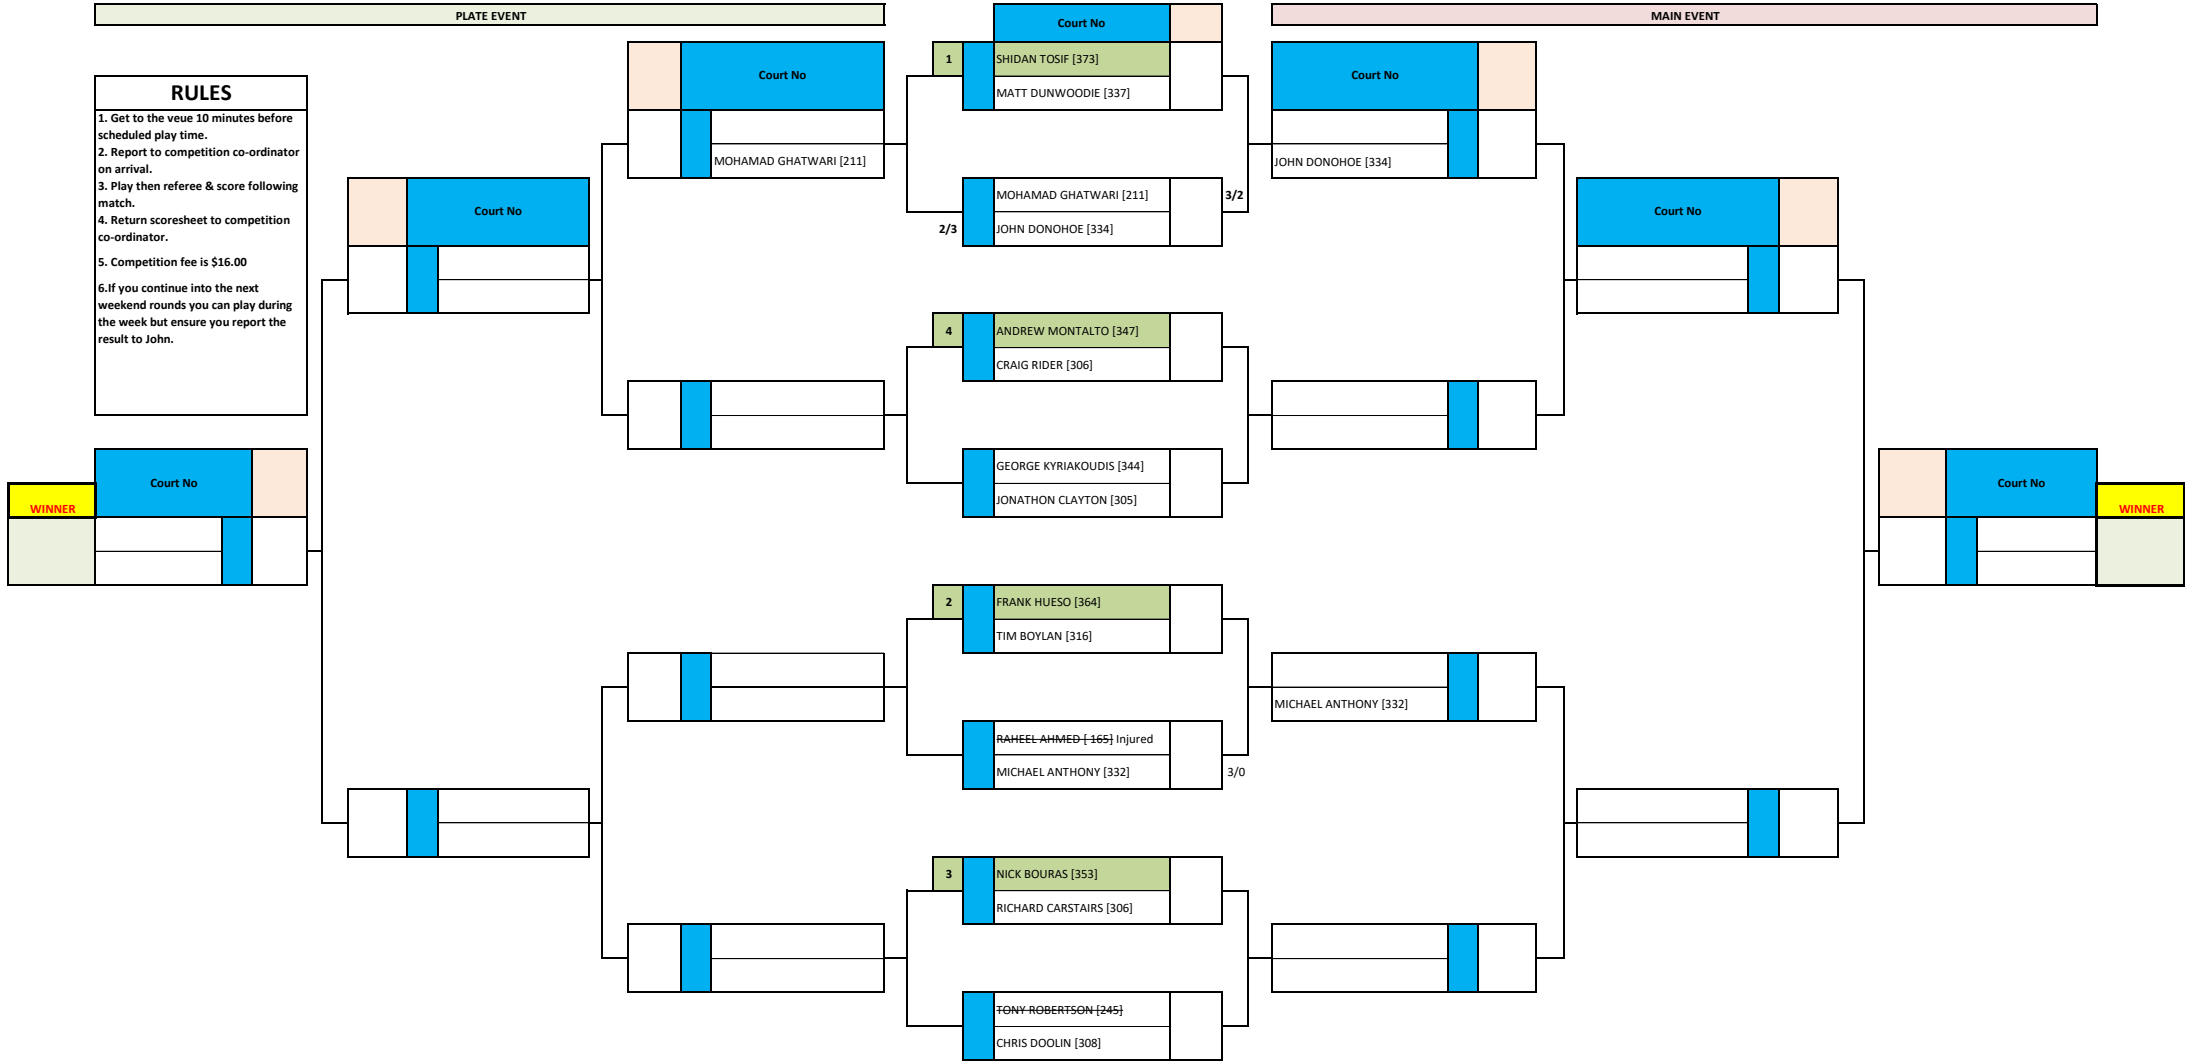 PLATE EVENT
MAIN EVENT
Court No
1
SHIDAN TOSIF [373]
MATT DUNWOODIE [337]
Court No
Court No
RULES
1. Get to the veue 10 minutes before
scheduled play time.
2. Report to competition co-ordinator
on arrival.
3. Play then referee & score following
match.
4. Return scoresheet to competition
co-ordinator.
5. Competition fee is $16.00
6.If you continue into the next
weekend rounds you can play during
the week but ensure you report the
result to John.
MOHAMAD GHATWARI [211]
JOHN DONOHOE [334]
Court No
MOHAMAD GHATWARI [211]
3/2
2/3
JOHN DONOHOE [334]
Court No
4
ANDREW MONTALTO [347]
CRAIG RIDER [306]
GEORGE KYRIAKOUDIS [344]
JONATHON CLAYTON [305]
Court No
WINNER
Court No
WINNER
2
FRANK HUESO [364]
TIM BOYLAN [316]
MICHAEL ANTHONY [332]
RAHEEL AHMED [ 165] Injured
MICHAEL ANTHONY [332]
3/0
3
NICK BOURAS [353]
RICHARD CARSTAIRS [306]
TONY ROBERTSON [245]
CHRIS DOOLIN [308]